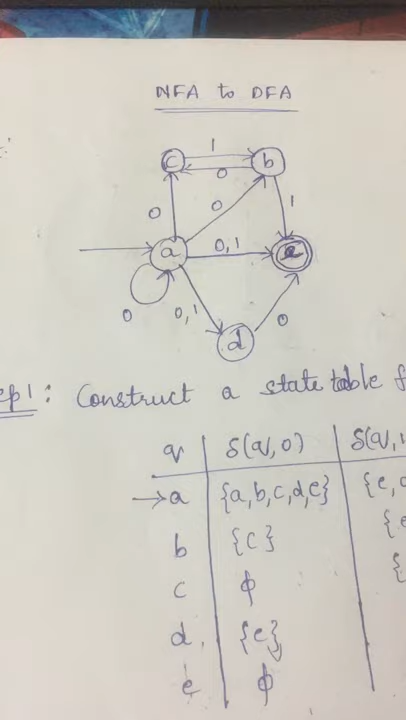 NFA to DFA
c 1 b
0
0 0 1
a 0,1 e
0 0,1 0
d
ep1: Construct a state table f
q δ(q,0) δ(q,1
→a {a,b,c,d,e} {e,d
b {c} {e
c ϕ {
d {e}
e ϕ